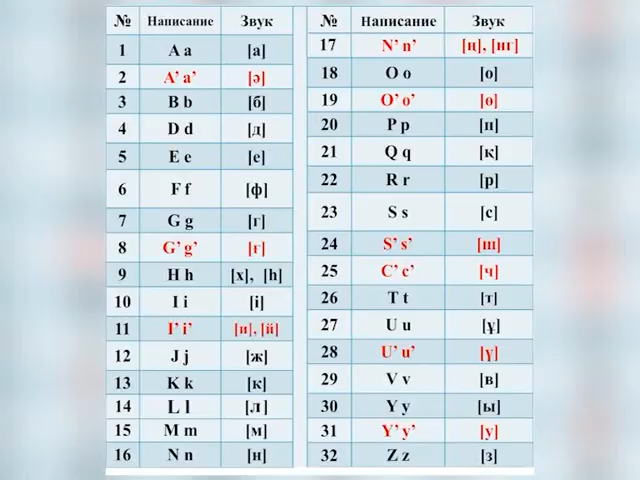 № Написание Звук
1 A a [а]
2 A’ a’ [ә]
3 B b [б]
4 D d [д]
5 E e [е]
6 F f [ф]
7 G g [г]
8 G’ g’ [ғ]
9 H h [х], [h]
10 I i [і]
11 I’ i’ [и], [й]
12 J j [ж]
13 K k [к]
14 L l [л]
15 M m [м]
16 N n [н]
№ Написание Звук
17 N’ n’ [ң], [нг]
18 O o [о]
19 O’ o’ [ө]
20 P p [п]
21 Q q [қ]
22 R r [р]
23 S s [с]
24 S’ s’ [ш]
25 C’ c’ [ч]
26 T t [т]
27 U u [ұ]
28 U’ u’ [ү]
29 V v [в]
30 Y y [ы]
31 Y’ y’ [у]
32 Z z [з]